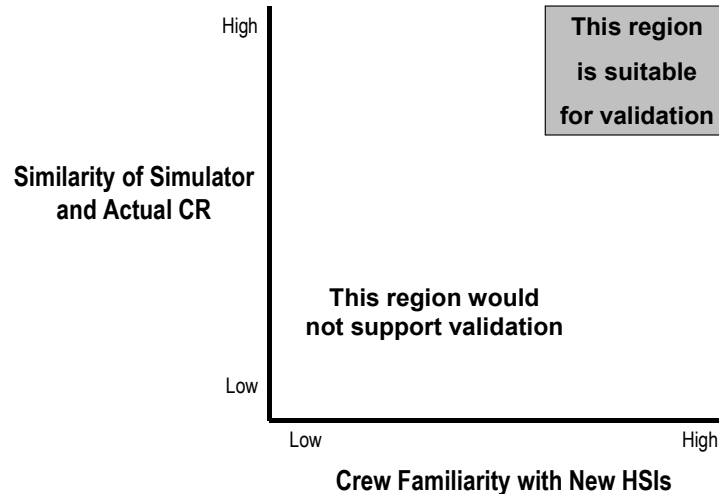 High
This region
is suitable
for validation
Similarity of Simulator
and Actual CR
This region would
not support validation
Low
Low
High
Crew Familiarity with New HSIs